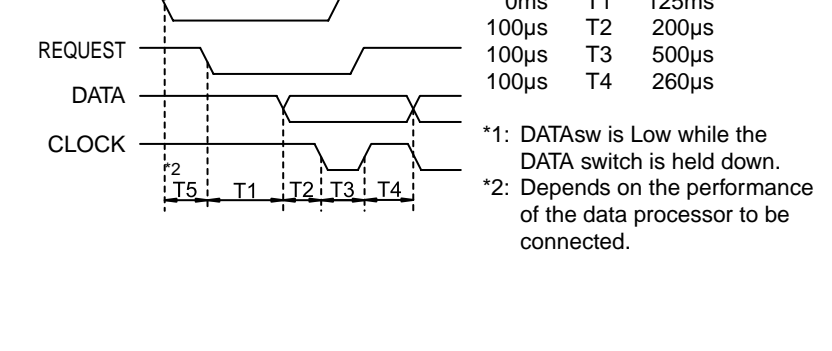 0ms T1 125ms
REQUEST
100µs T2 200µs
100µs T3 500µs
100µs T4 260µs
DATA
CLOCK
*1: DATAsw is Low while the
DATA switch is held down.
*2
*2: Depends on the performance
of the data processor to be
connected.
T5 T1 T2 T3 T4